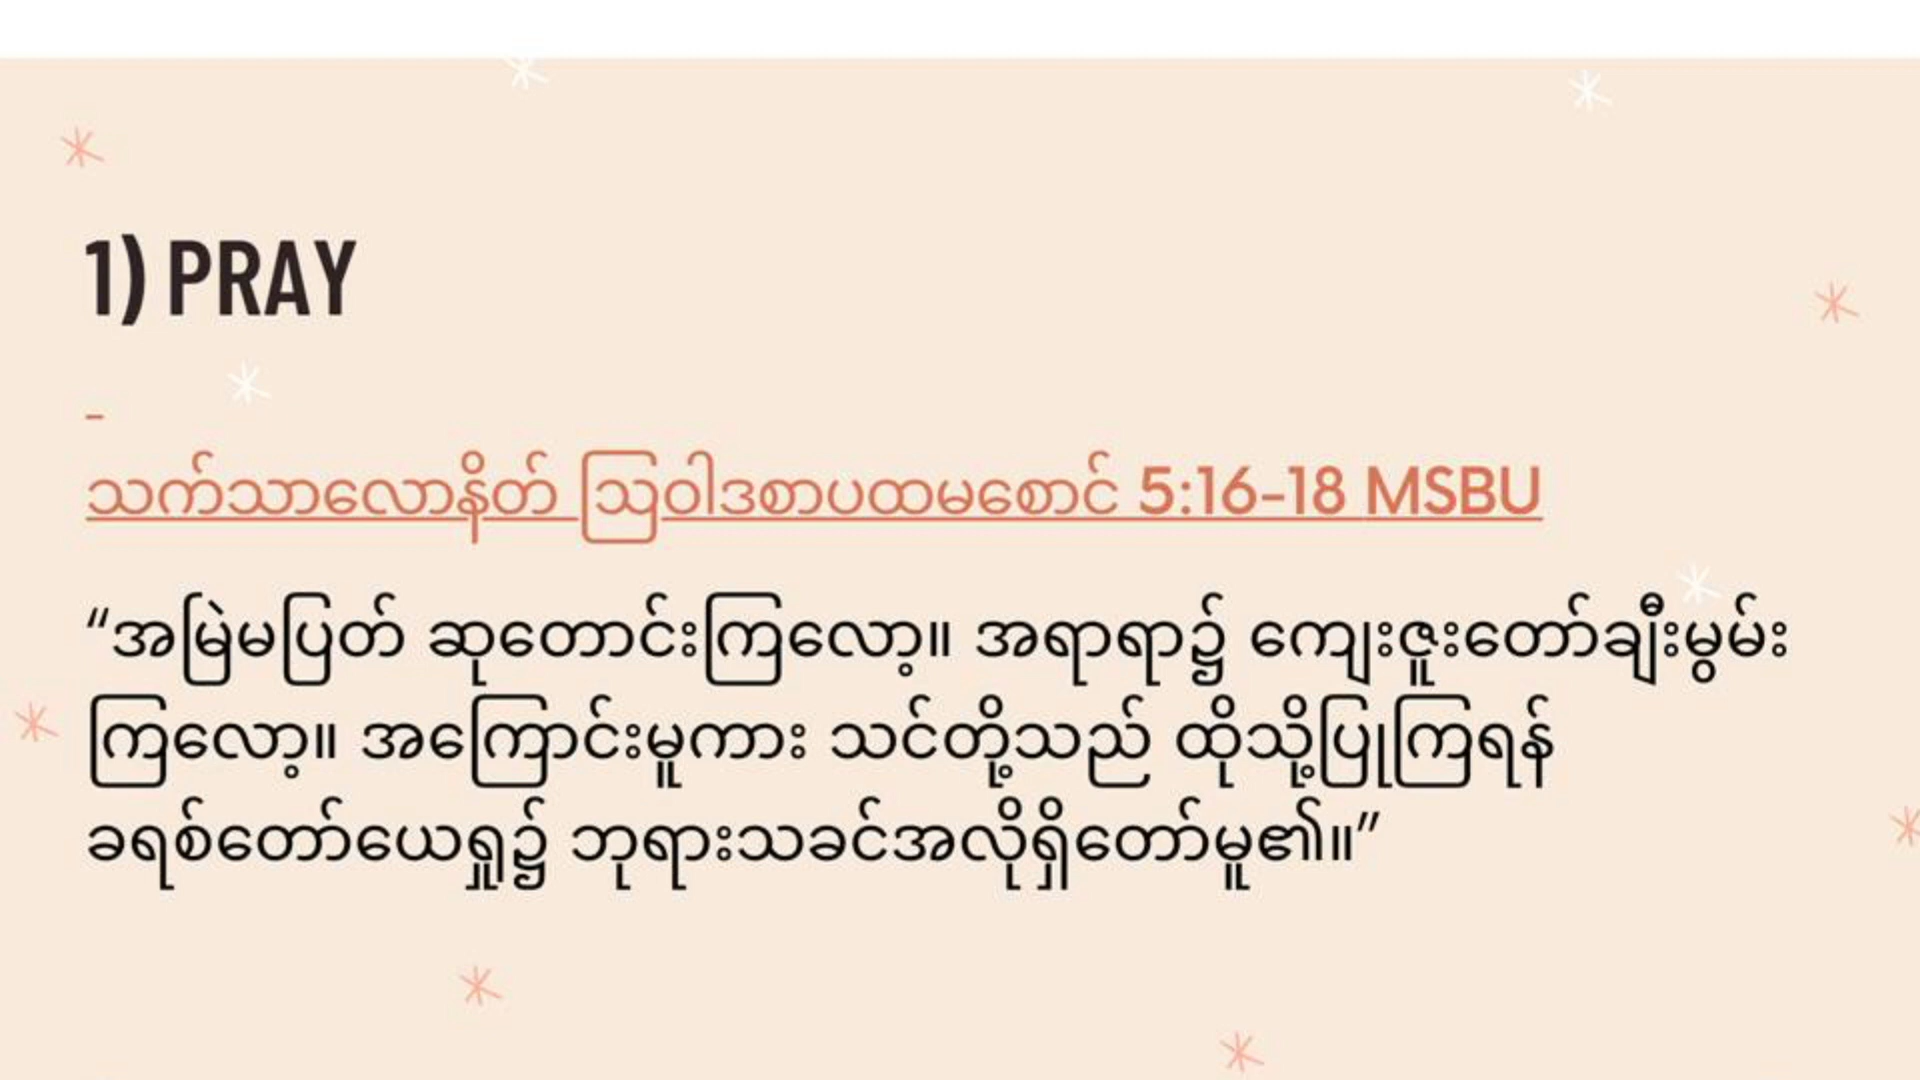 1) PRAY
-
သက်သာလောနိတ် ဩဝါဒစာပထမစောင် 5:16-18 MSBU
“အမြဲမပြတ် ဆုတောင်းကြလော့။ အရာရာ၌ ကျေးဇူးတော်ချီးမွမ်း
ကြလော့။ အကြောင်းမူကား သင်တို့သည် ထိုသို့ပြုကြရန်
ခရစ်တော်ယေရှု၌ ဘုရားသခင်အလိုရှိတော်မူ၏။”